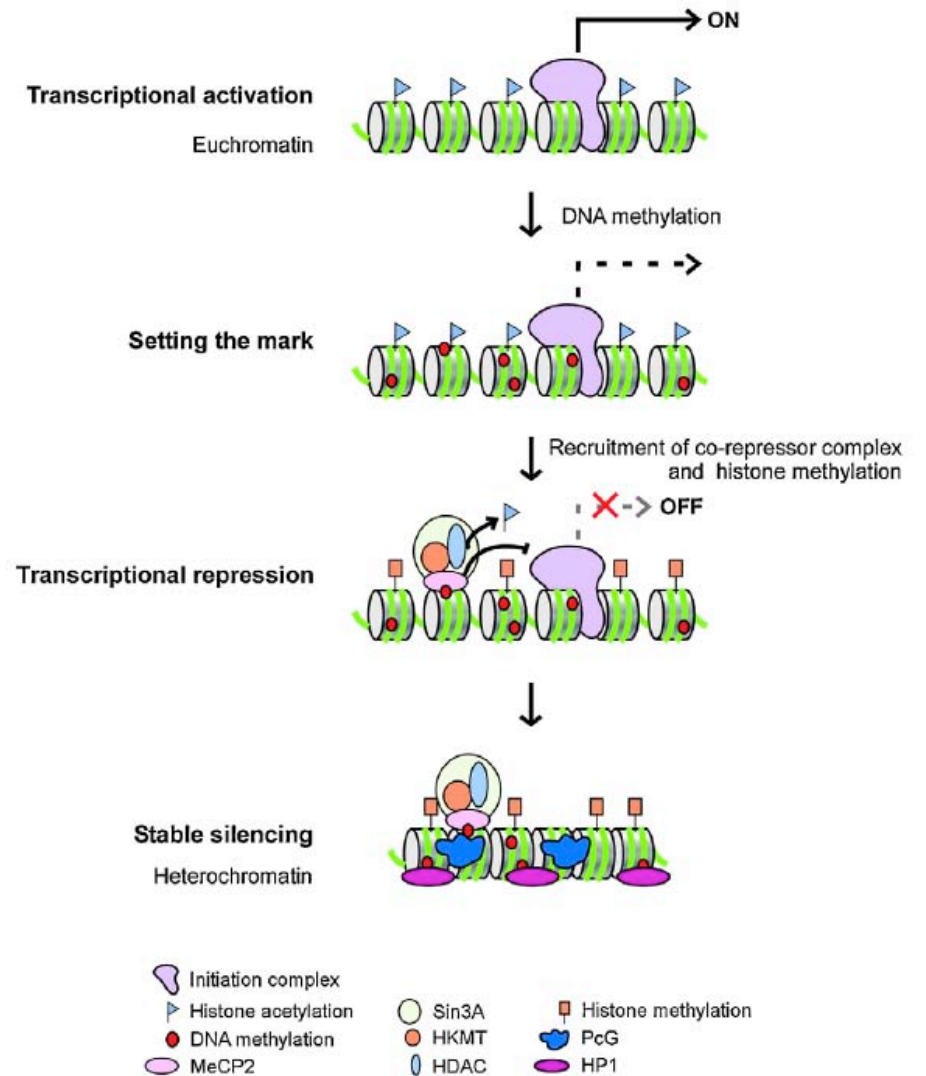 ON
Transcriptional activation
Euchromatin
DNA methylation
Setting the mark
Recruitment of co-repressor complex
and histone methylation
OFF
Transcriptional repression
Stable silencing
Heterochromatin
Initiation complex
Histone acetylation
Sin3A
Histone methylation
DNA methylation
HKMT
PcG
MeCP2
HDAC
HP1